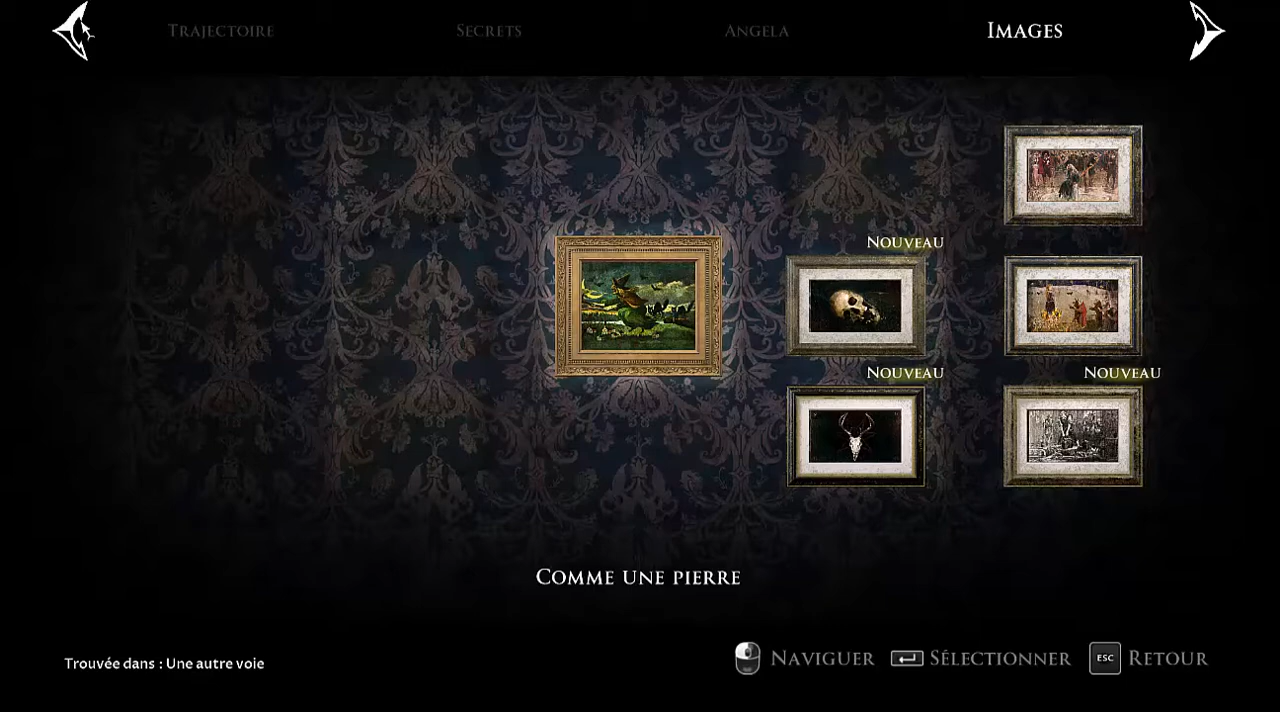 TRAJECTOIRE
SECRETS
ANGELA
IMAGES
NOUVEAU
NOUVEAU
NOUVEAU
COMME UNE PIERRE
Trouvée dans : Une autre voie
NAVIGUER
SÉLECTIONNER
ESC
RETOUR